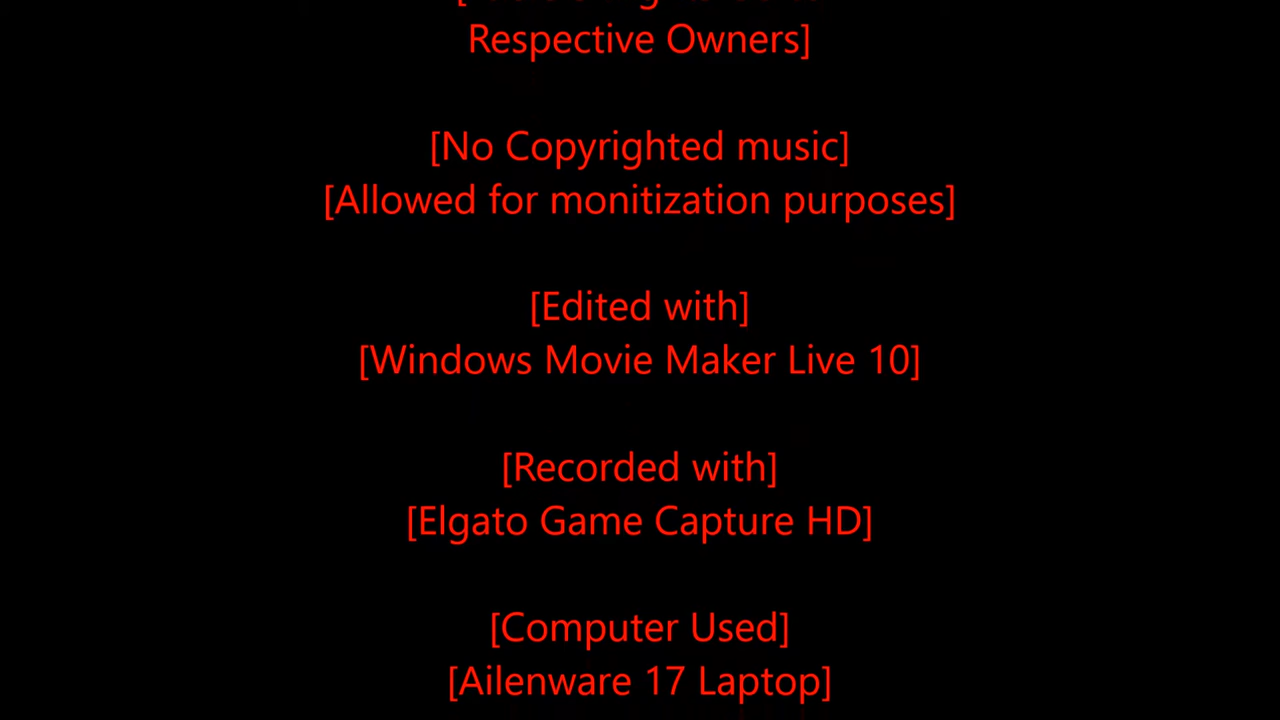 Respective Owners]
[No Copyrighted music]
[Allowed for monitization purposes]
[Edited with]
[Windows Movie Maker Live 10]
[Recorded with]
[Elgato Game Capture HD]
[Computer Used]
[Ailenware 17 Laptop]